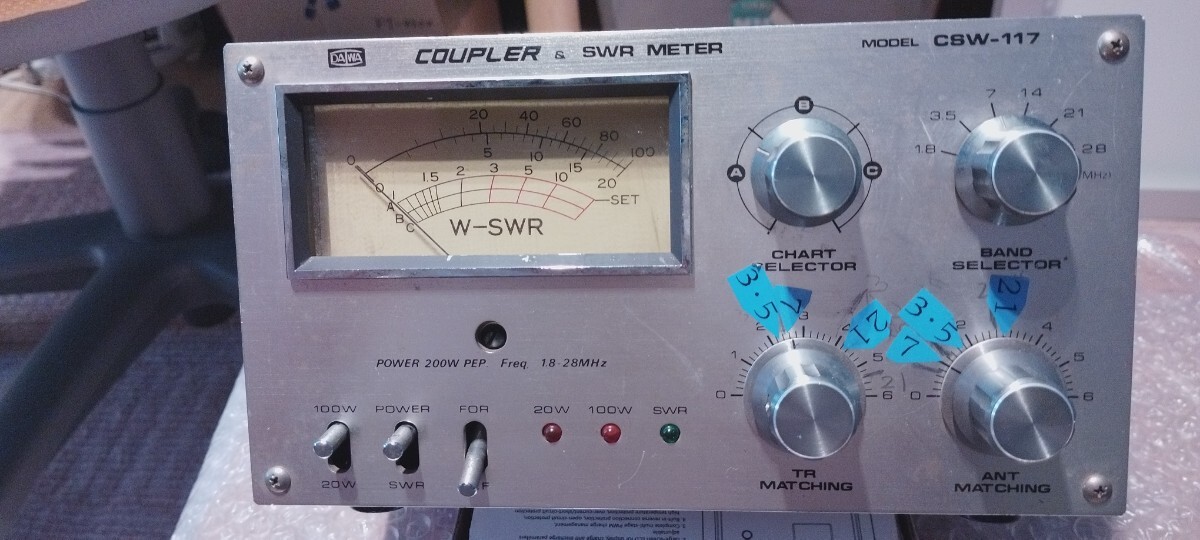 DAIWA
COUPLER & SWR METER
MODEL CSW-117
0 20 40 60 80 100
0 5 10 15 20
1 1.5 2 3 5 10
SET
A
B
C
W-SWR
A B C
CHART
SELECTOR
1.8 3.5 7 14 21 28
(MHz)
BAND
SELECTOR
POWER 200W PEP. Freq. 1.8-28MHz
100W POWER FOR
20W SWR
20W 100W SWR
3.5 7 21
0 1 2 3 4 5 6
TR
MATCHING
7 3.5 21
0 2 4 5 6
ANT
MATCHING
21